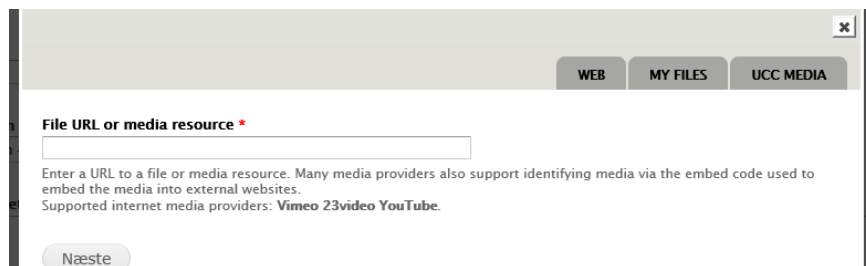 WEB MY FILES UCC MEDIA
File URL or media resource *
Enter a URL to a file or media resource. Many media providers also support identifying media via the embed code used to
embed the media into external websites.
Supported internet media providers: Vimeo 23video YouTube.
Næste